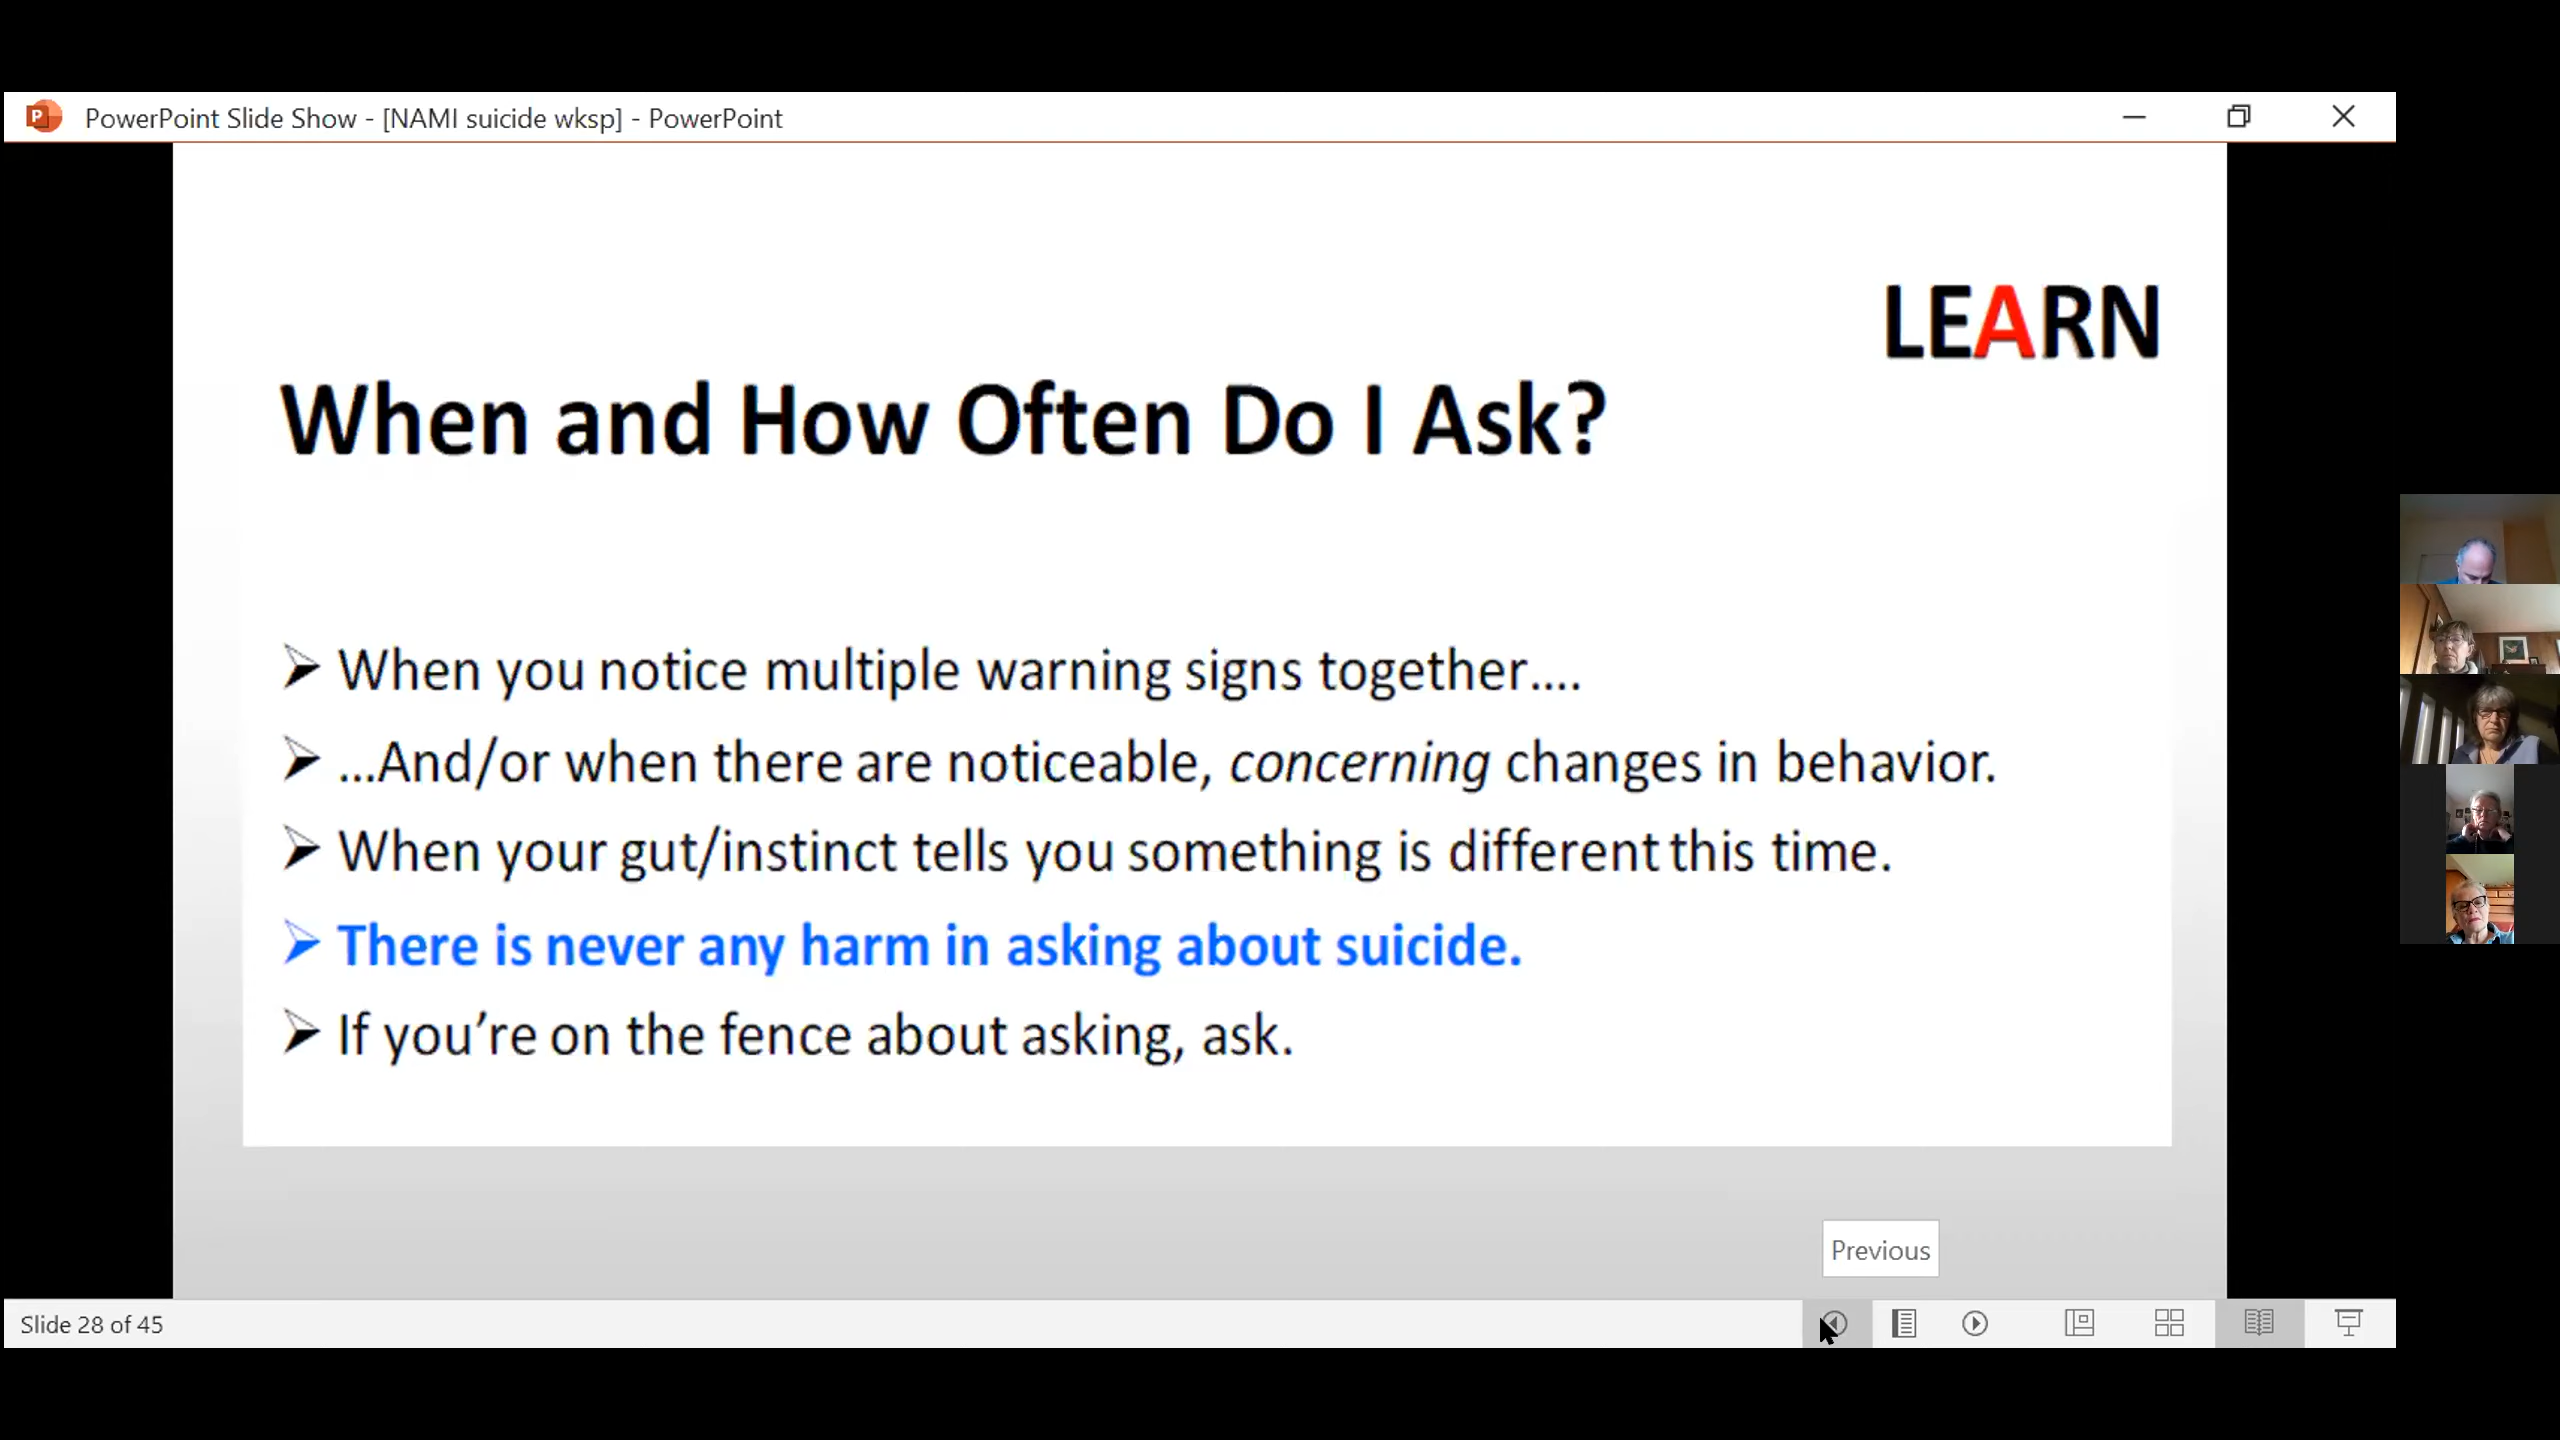 PowerPoint Slide Show - [NAMI suicide wksp] - PowerPoint
LEARN
When and How Often Do I Ask?
When you notice multiple warning signs together....
...And/or when there are noticeable, concerning changes in behavior.
When your gut/instinct tells you something is different this time.
There is never any harm in asking about suicide.
If you’re on the fence about asking, ask.
Previous
Slide 28 of 45